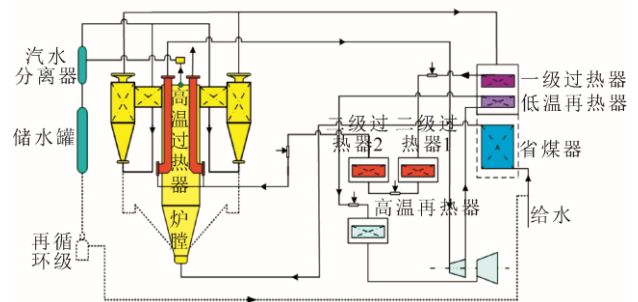 汽水
分离器
储水罐
再循
环级
高温过热器
炉膛
二级过
热器2
二级过
热器1
高温再热器
一级过热器
低温再热器
省煤器
给水